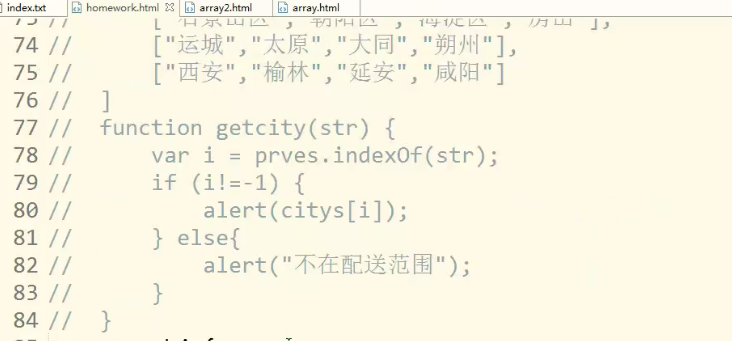 index.txt homework.html array2.html array.html
73 // ["石景山区","朝阳区","海淀区","房山"],
74 // ["运城","太原","大同","朔州"],
75 // ["西安","榆林","延安","咸阳"]
76 // ]
77 // function getcity(str) {
78 // var i = prves.indexOf(str);
79 // if (i!=-1) {
80 // alert(citys[i]);
81 // } else{
82 // alert("不在配送范围");
83 // }
84 // }